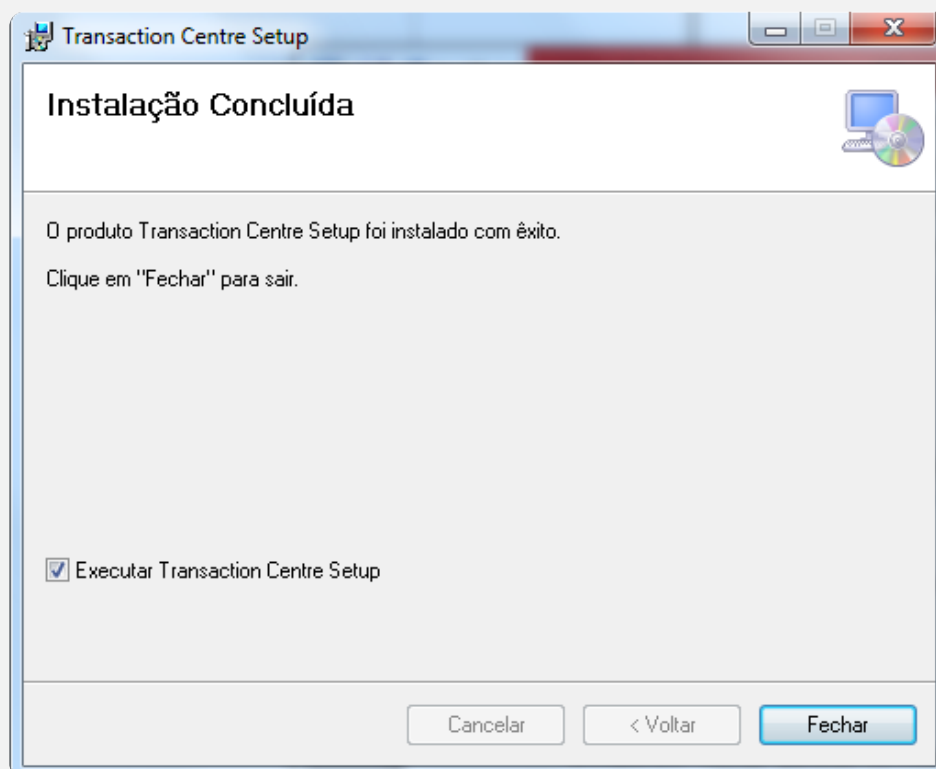 Transaction Centre Setup
Instalação Concluída
O produto Transaction Centre Setup foi instalado com êxito.
Clique em "Fechar" para sair.
Executar Transaction Centre Setup
Cancelar
< Voltar
Fechar